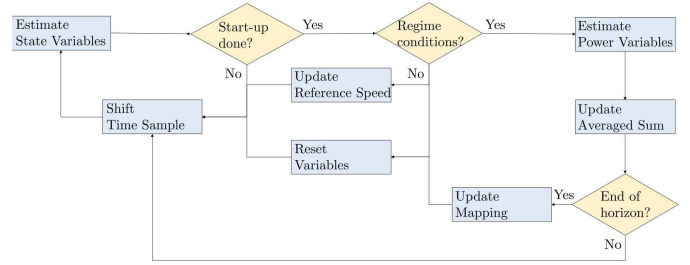 Estimate
State Variables
Start-up
done?
Yes
Regime
conditions?
Yes
Estimate
Power Variables
No
No
Update
Reference Speed
Shift
Time Sample
Update
Averaged Sum
Reset
Variables
Update
Mapping
Yes
End of
horizon?
No